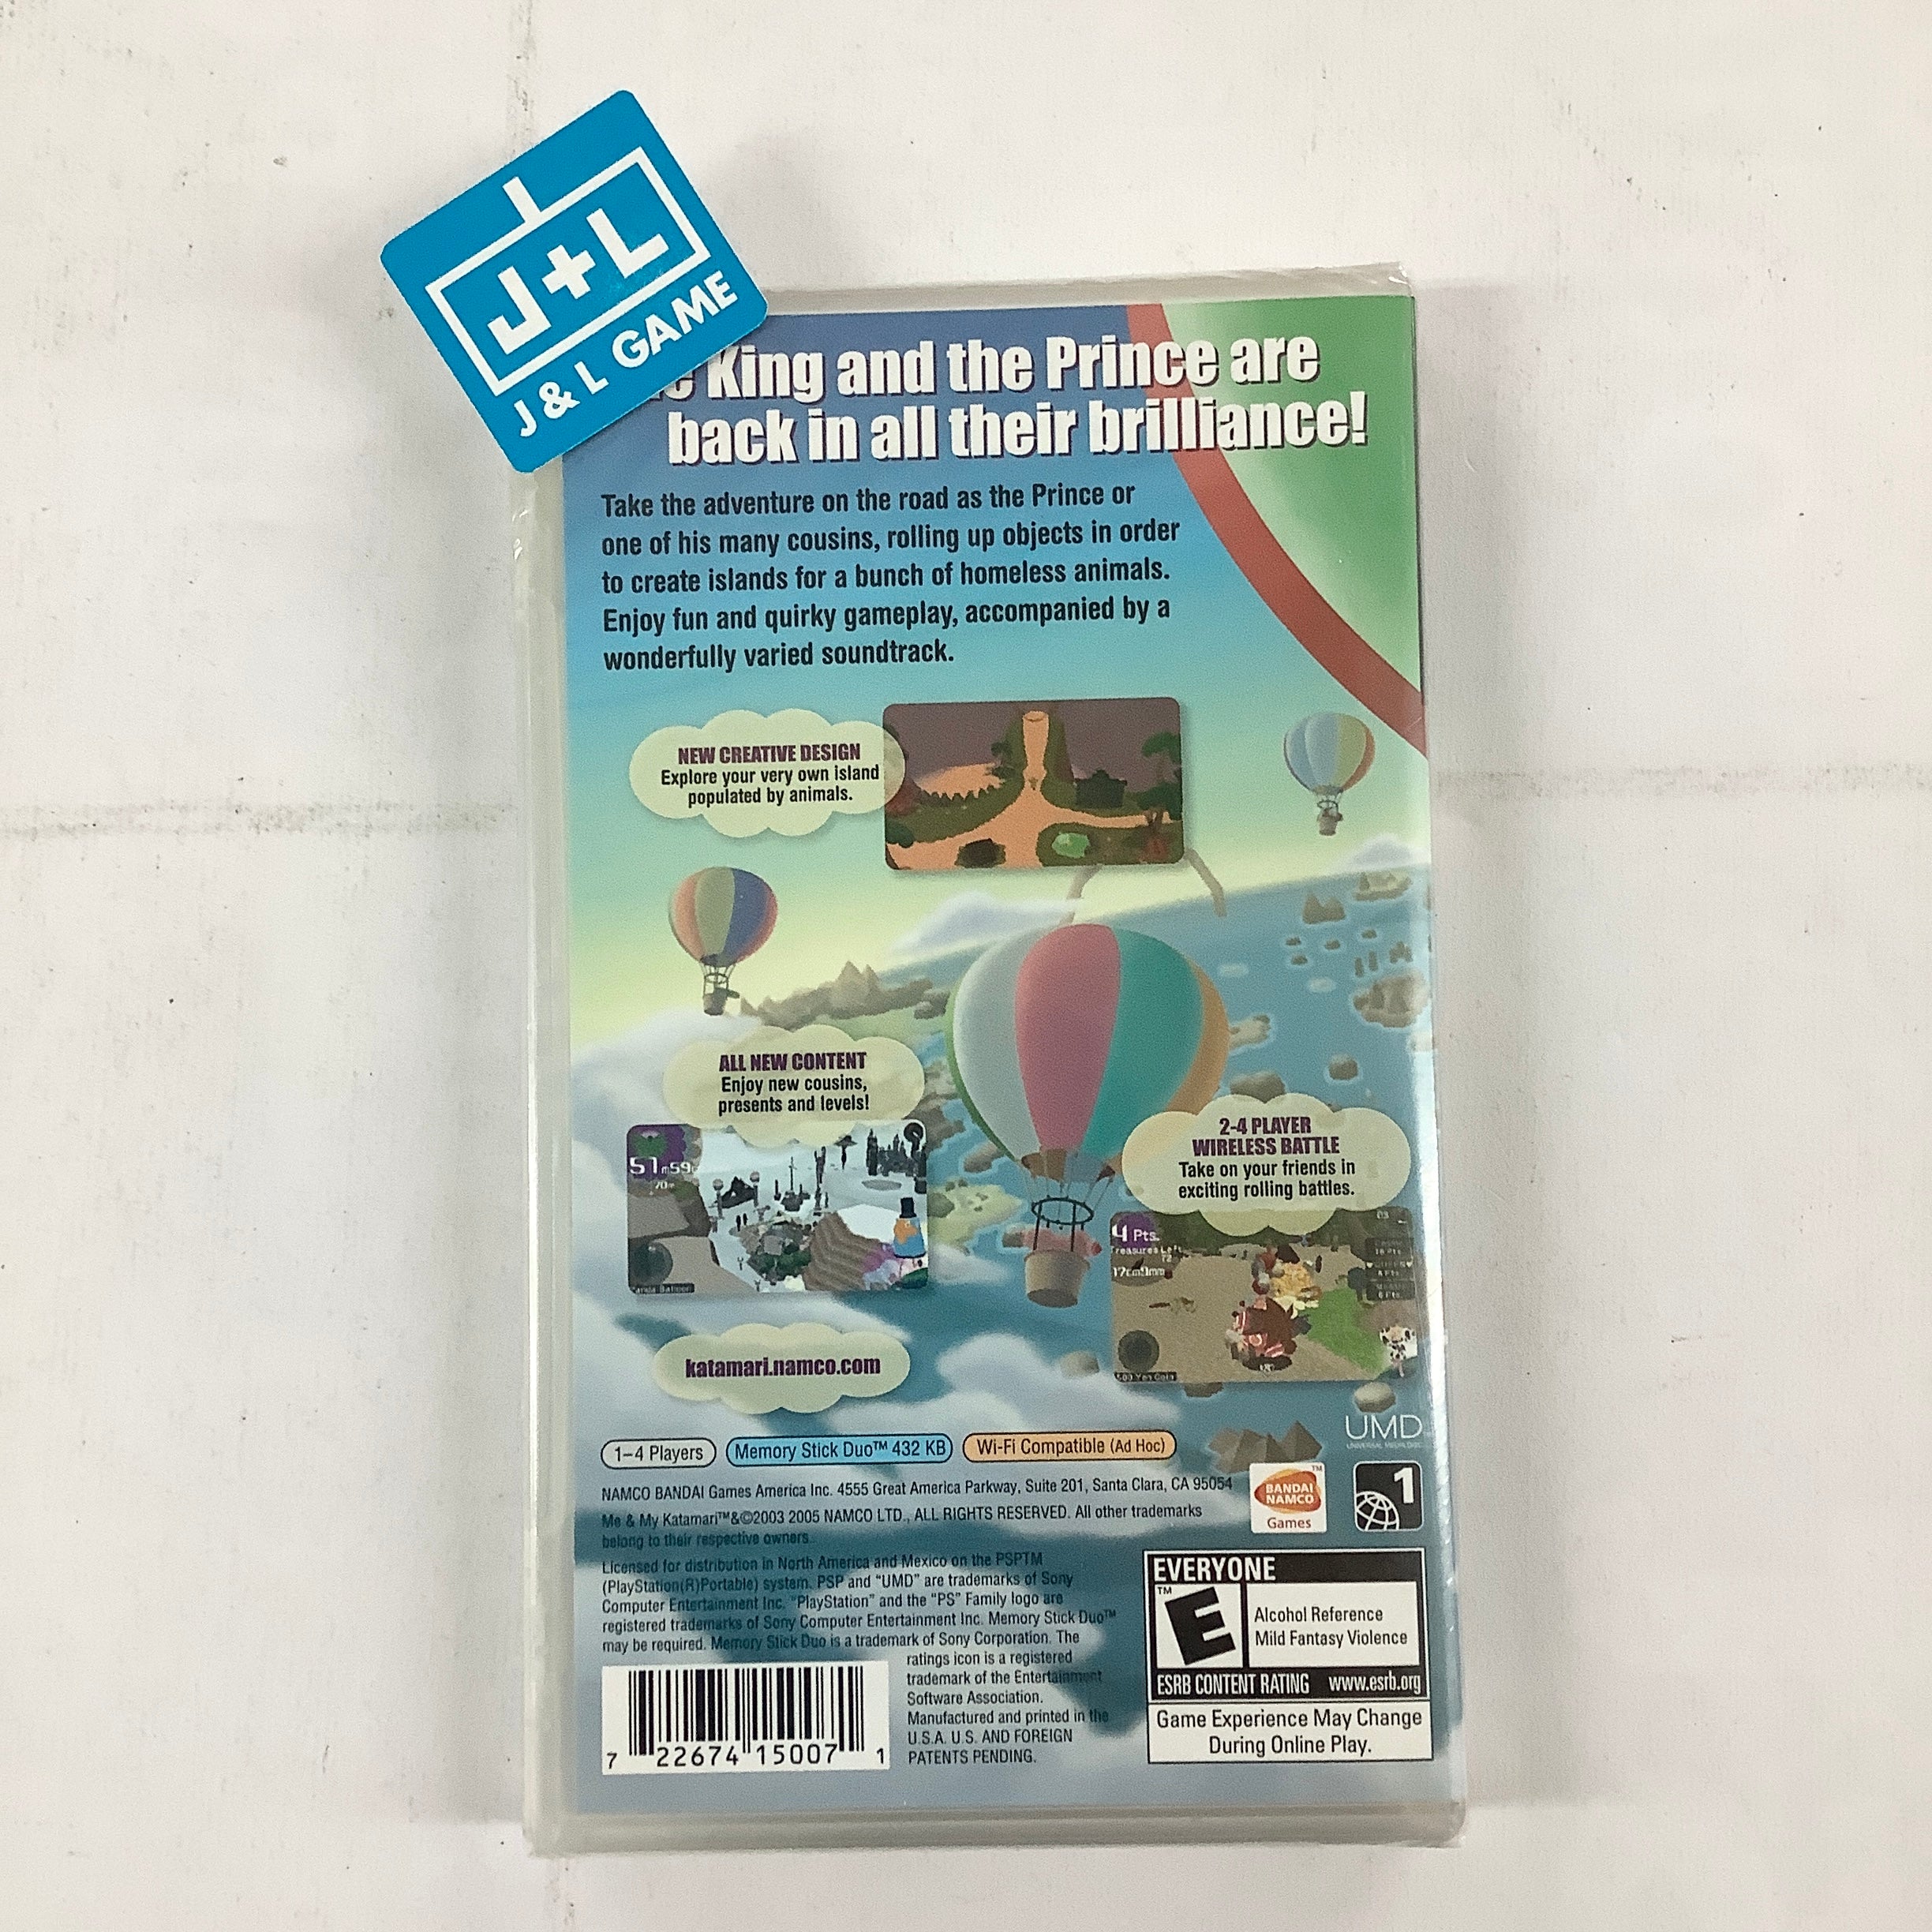 J+L
J & L GAME
King and the Prince are
back in all their brilliance!
Take the adventure on the road as the Prince or
one of his many cousins, rolling up objects in order
to create islands for a bunch of homeless animals.
Enjoy fun and quirky gameplay, accompanied by a
wonderfully varied soundtrack.
NEW CREATIVE DESIGN
Explore your very own island
populated by animals.
ALL NEW CONTENT
Enjoy new cousins,
presents and levels!
51m59c
70m
2-4 PLAYER
WIRELESS BATTLE
Take on your friends in
exciting rolling battles.
4 Pts.
Treasures Left
72
17cm9mm
500 Yen Coin
katamari.namco.com
1–4 Players
Memory Stick Duo™ 432 KB
Wi-Fi Compatible (Ad Hoc)
UMD
NAMCO BANDAI Games America Inc. 4555 Great America Parkway, Suite 201, Santa Clara, CA 95054
Me & My Katamari™&©2003 2005 NAMCO LTD., ALL RIGHTS RESERVED. All other trademarks
belong to their respective owners.
BANDAI
NAMCO
Games
TM
1
Licensed for distribution in North America and Mexico on the PSPTM
(PlayStation(R)Portable) system. PSP and “UMD” are trademarks of Sony
Computer Entertainment Inc. “PlayStation” and the “PS” Family logo are
registered trademarks of Sony Computer Entertainment Inc. Memory Stick Duo™
may be required. Memory Stick Duo is a trademark of Sony Corporation. The
ratings icon is a registered
trademark of the Entertainment
Software Association.
Manufactured and printed in the
U.S.A. U.S. AND FOREIGN
PATENTS PENDING.
7 22674 15007 1
EVERYONE
TM
E
Alcohol Reference
Mild Fantasy Violence
ESRB CONTENT RATING www.esrb.org
Game Experience May Change
During Online Play.